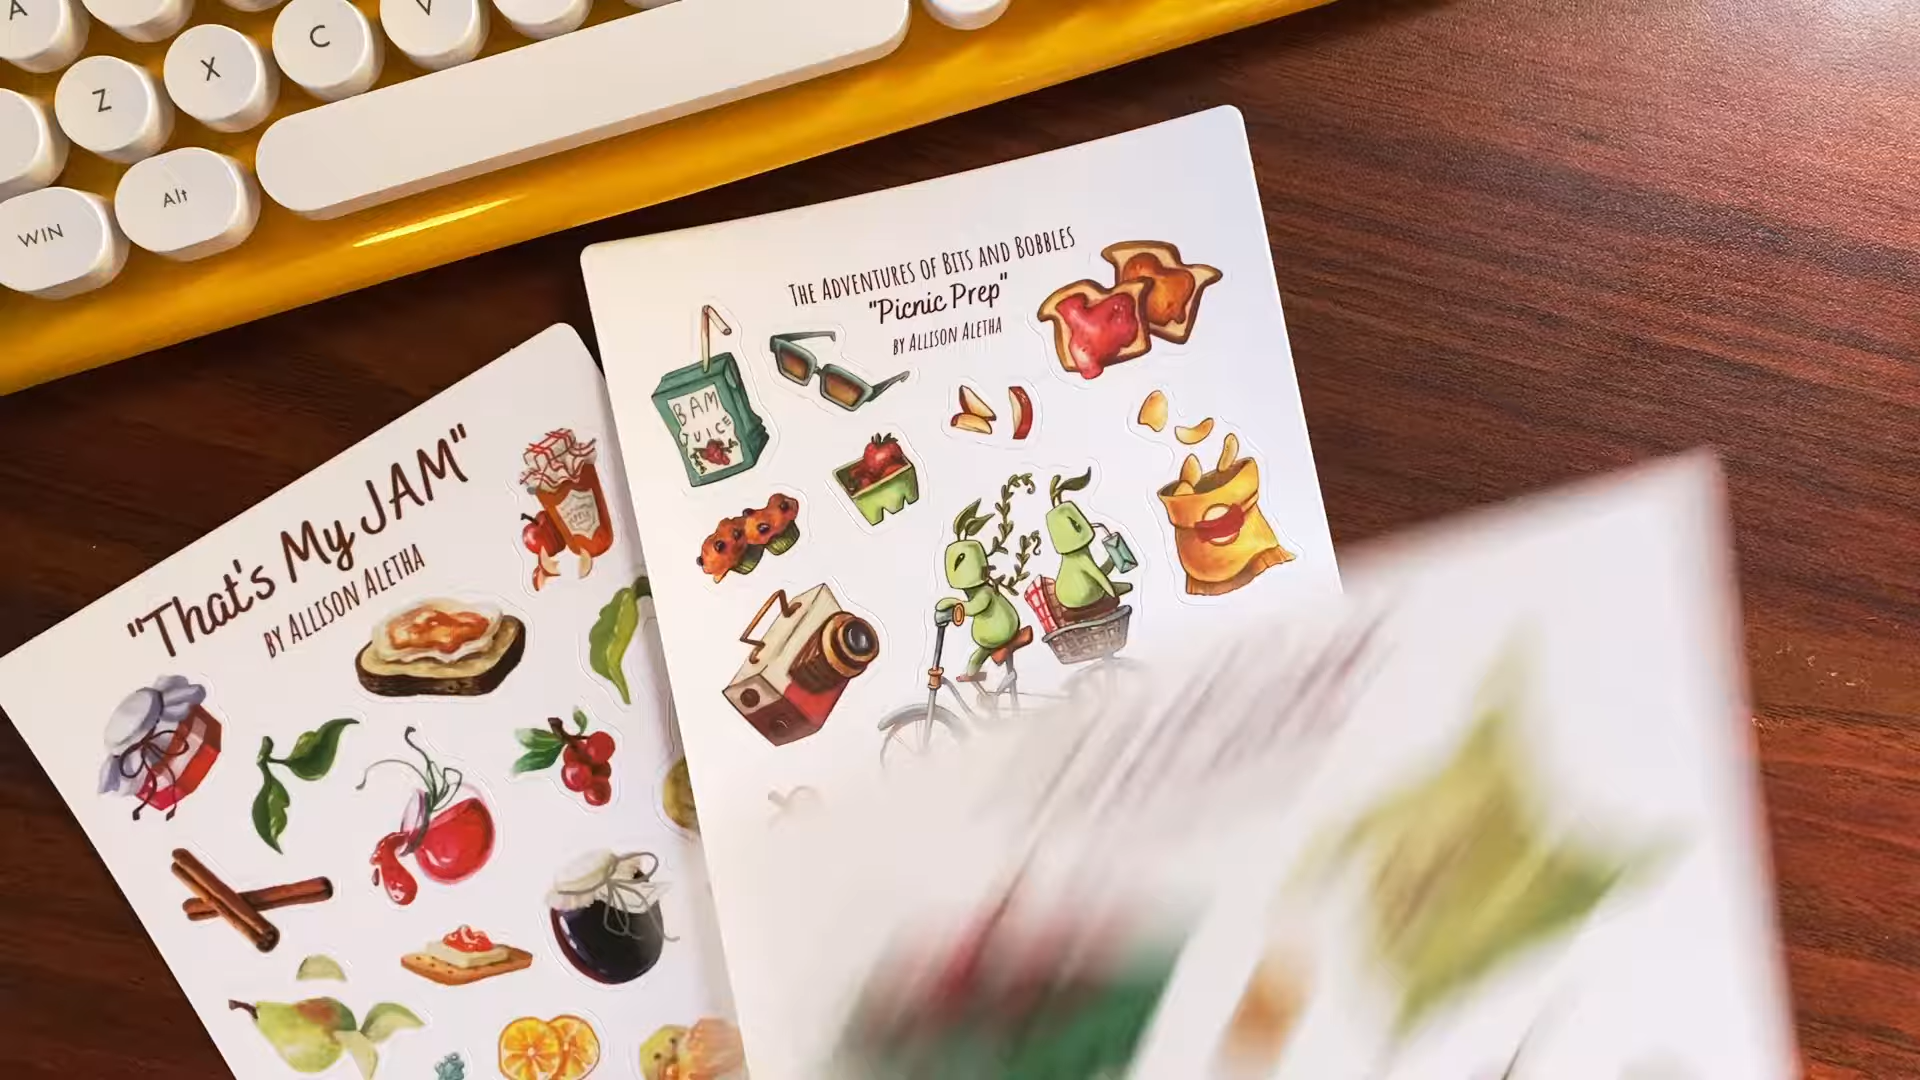 A
V
Z
X
C
WIN
Alt
The Adventures of Bits and Bobbles
"Picnic Prep"
by Allison Aletha
BAM
JUICE
"That's My JAM"
by Allison Aletha